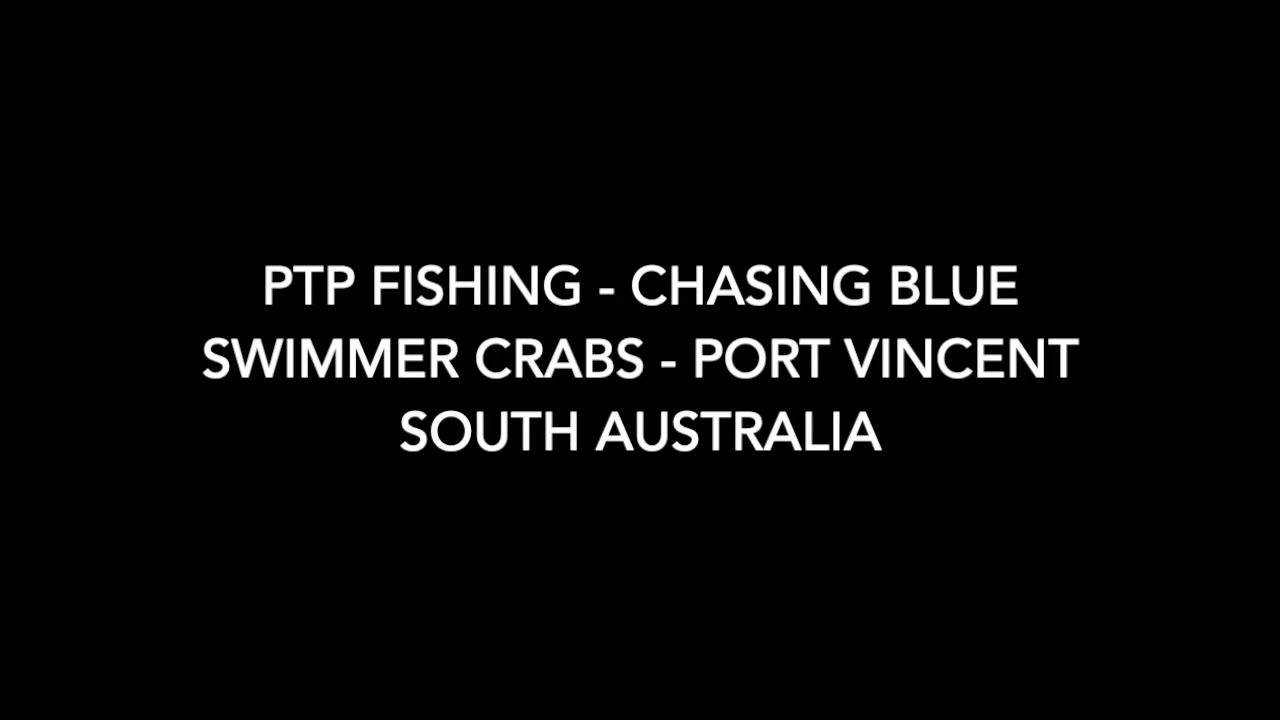 PTP FISHING - CHASING BLUE
SWIMMER CRABS - PORT VINCENT
SOUTH AUSTRALIA